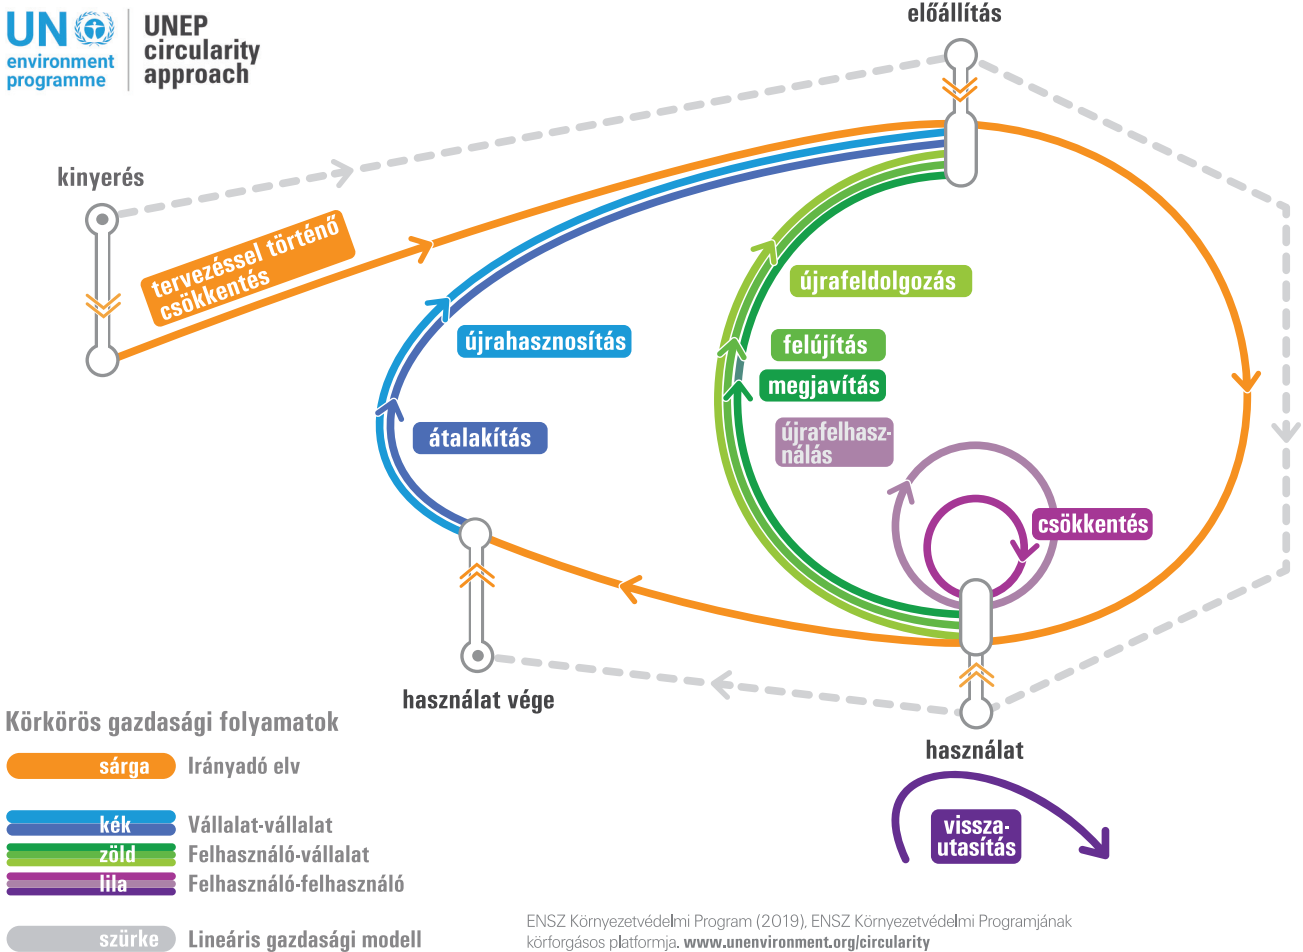 UN
environment
programme
UNEP
circularity
approach
előállítás
kinyerés
tervezéssel történő
csökkentés
újrafeldolgozás
újrahasznosítás
felújítás
megjavítás
átalakítás
újrafelhasz-
nálás
csökkentés
használat vége
használat
vissza-
utasítás
Körkörös gazdasági folyamatok
sárga Irányadó elv
kék Vállalat-vállalat
zöld Felhasználó-vállalat
lila Felhasználó-felhasználó
szürke Lineáris gazdasági modell
ENSZ Környezetvédelmi Program (2019), ENSZ Környezetvédelmi Programjának
körforgásos platformja. www.unenvironment.org/circularity